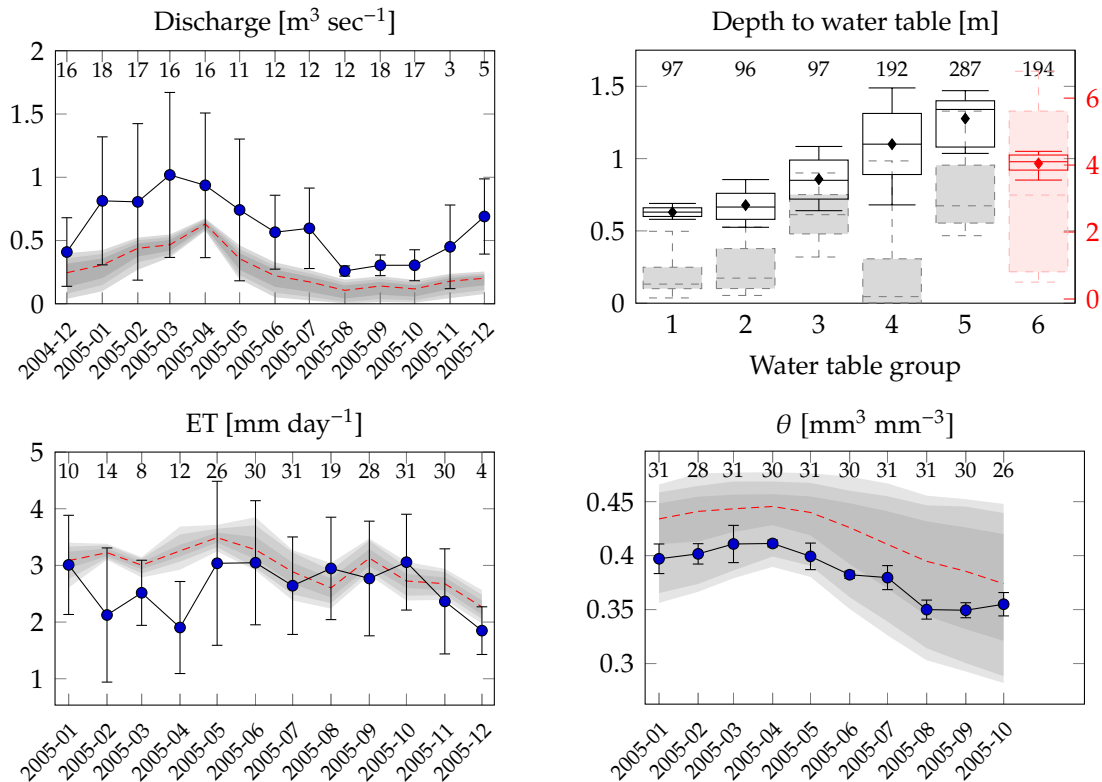 Discharge [m³ sec⁻¹]
2
1.5
1
0.5
0
16 18 17 16 16 11 12 12 12 18 17 3 5
2004-12 2005-01 2005-02 2005-03 2005-04 2005-05 2005-06 2005-07 2005-08 2005-09 2005-10 2005-11 2005-12
Depth to water table [m]
1.5
1
0.5
0
97 96 97 192 287 194
6
4
2
0
1 2 3 4 5 6
Water table group
ET [mm day⁻¹]
5
4
3
2
1
10 14 8 12 26 30 31 19 28 31 30 4
2005-01 2005-02 2005-03 2005-04 2005-05 2005-06 2005-07 2005-08 2005-09 2005-10 2005-11 2005-12
θ [mm³ mm⁻³]
0.45
0.4
0.35
0.3
31 28 31 30 31 30 31 31 30 26
2005-01 2005-02 2005-03 2005-04 2005-05 2005-06 2005-07 2005-08 2005-09 2005-10